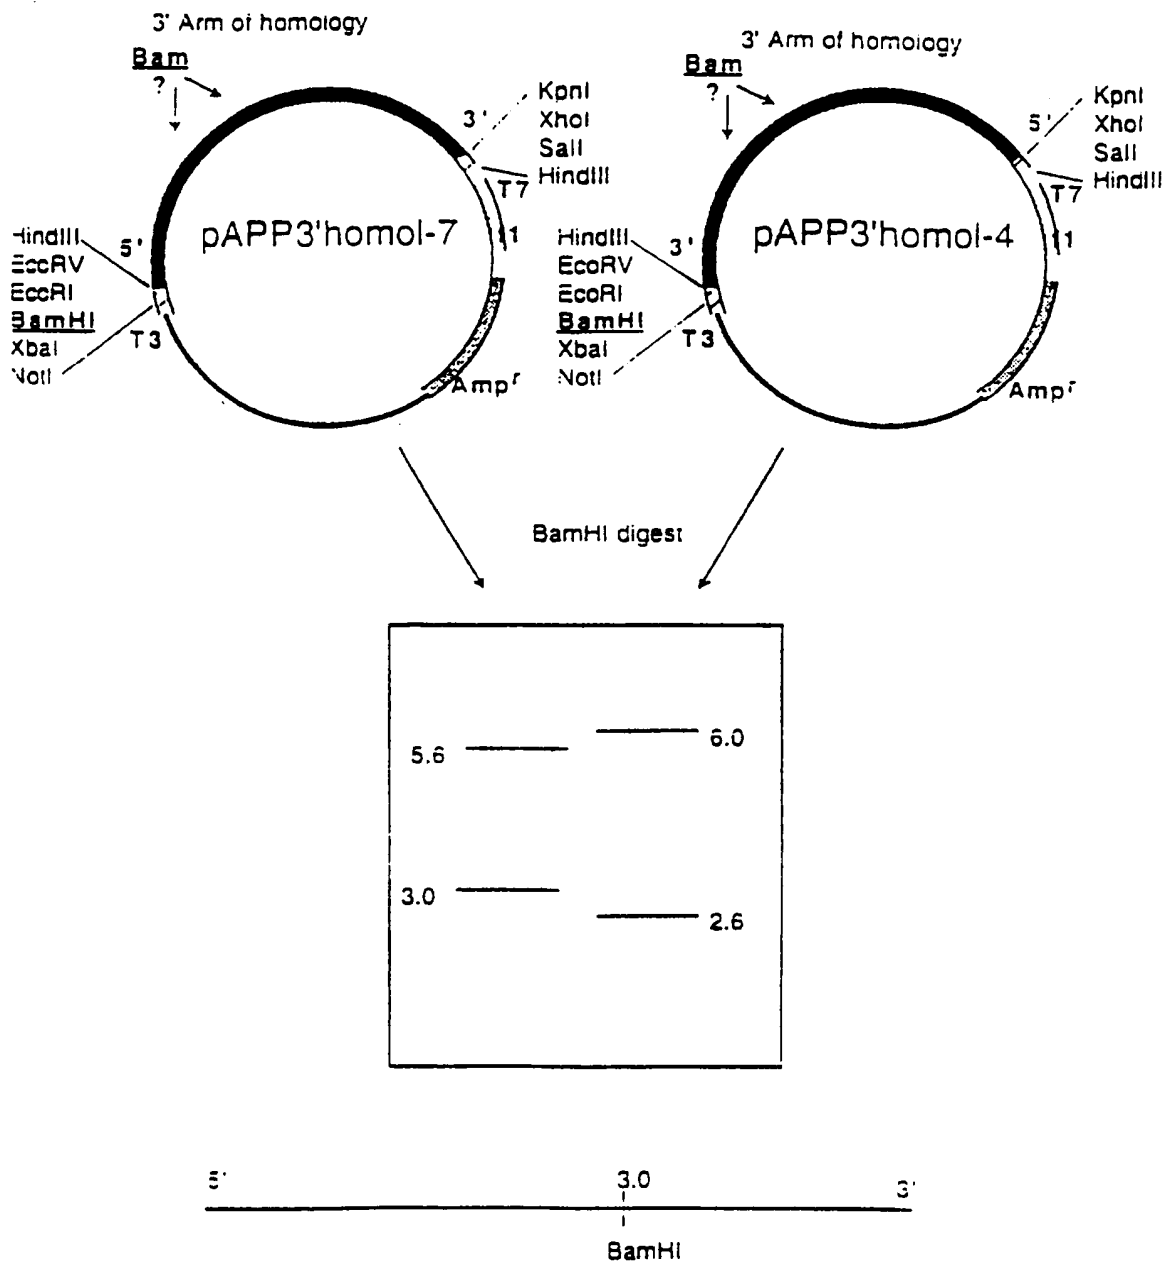 3' Arm of homology
Bam
?
3'
KpnI
XhoI
SalI
HindIII
T7
pAPP3'homol-7
HindIII
5'
EcoRV
EcoRI
BamHI
XbaI
NotI
T3
Amp r
3' Arm of homology
Bam
?
5'
KpnI
XhoI
SalI
HindIII
T7
pAPP3'homol-4
HindIII
3'
EcoRV
EcoRI
BamHI
XbaI
NotI
T3
Amp r
BamHI digest
5.6
6.0
3.0
2.6
5'
3.0
3'
BamHI